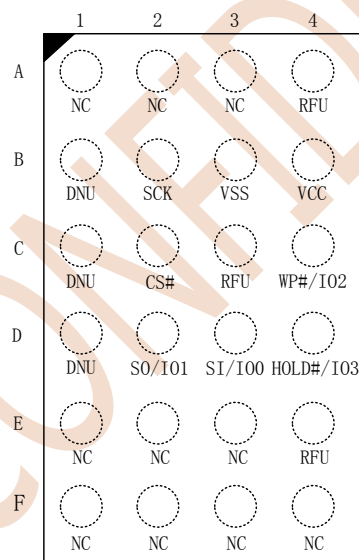 1 2 3 4
A
NC NC NC RFU
B
DNU SCK VSS VCC
C
DNU CS# RFU WP#/IO2
D
DNU SO/IO1 SI/IO0 HOLD#/IO3
E
NC NC NC RFU
F
NC NC NC NC